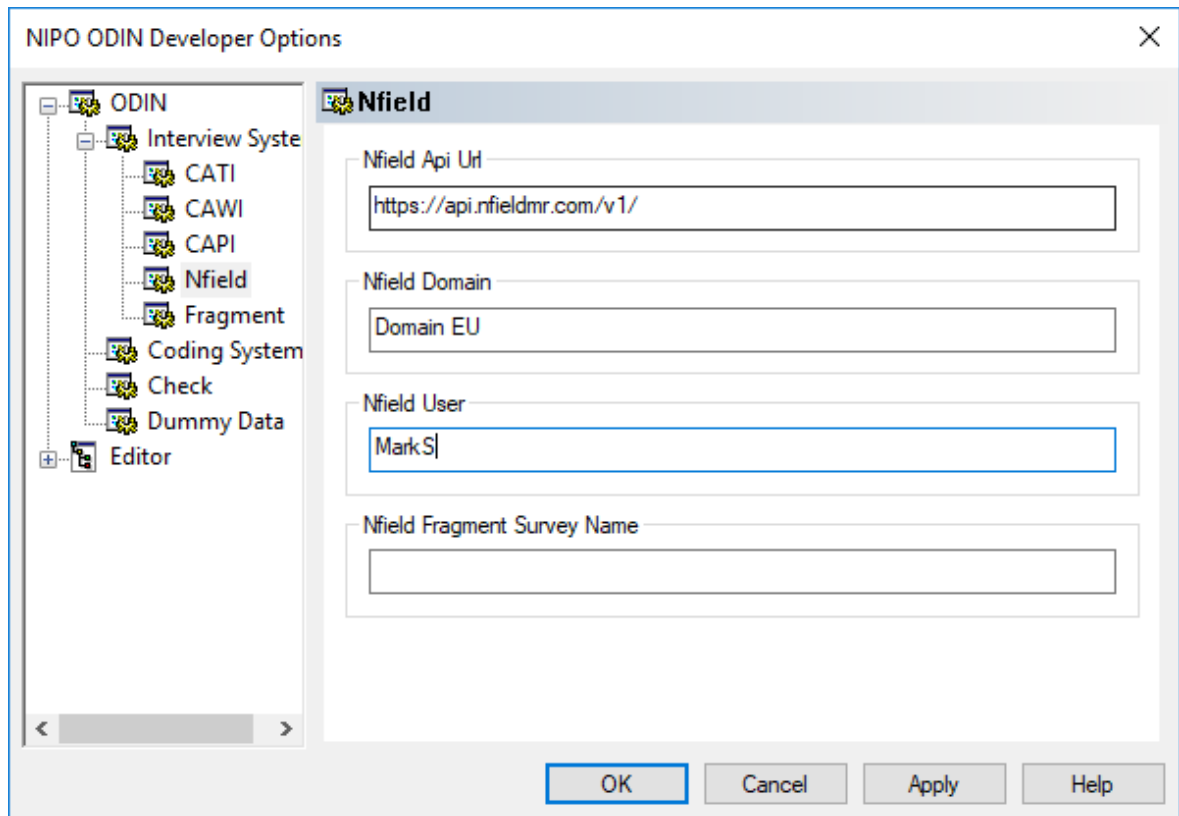 NIPO ODIN Developer Options
ODIN
Interview Syste
CATI
CAWI
CAPI
Nfield
Fragment
Coding System
Check
Dummy Data
Editor
Nfield
Nfield Api Url
https://api.nfieldmr.com/v1/
Nfield Domain
Domain EU
Nfield User
MarkS
Nfield Fragment Survey Name
OK Cancel Apply Help